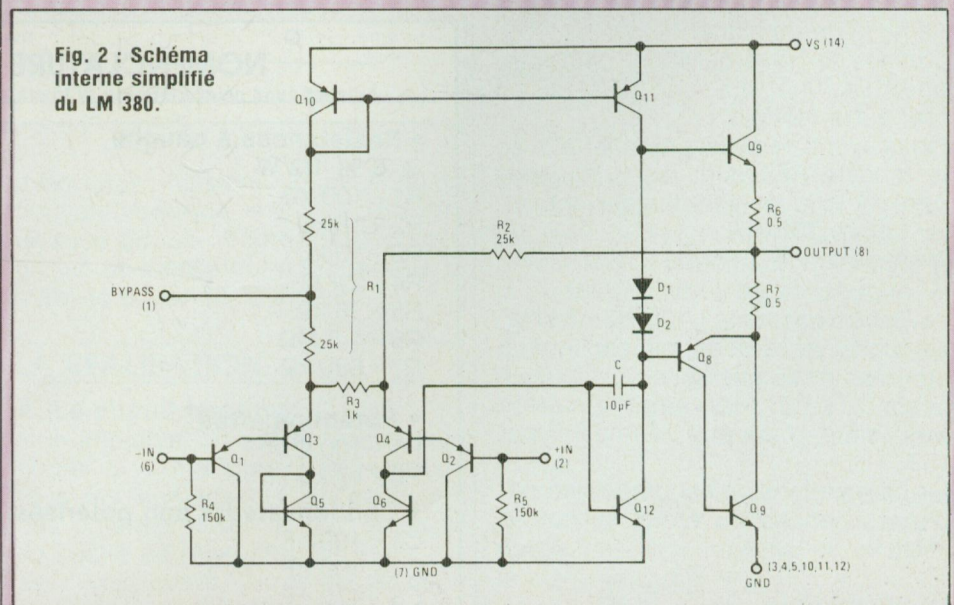 Fig. 2 : Schéma
interne simplifié
du LM 380.
VS (14)
Q10
Q11
Q9
25k
R2
25k
R6
0.5
OUTPUT (8)
BYPASS
(1)
R1
R7
0.5
D1
D2
25k
C
10µF
Q8
R3
1k
Q3
Q4
-IN
(6)
Q1
Q2
+IN
(2)
R4
150k
Q5
Q6
R5
150k
Q12
Q9
(7) GND
(3,4,5,10,11,12)
GND